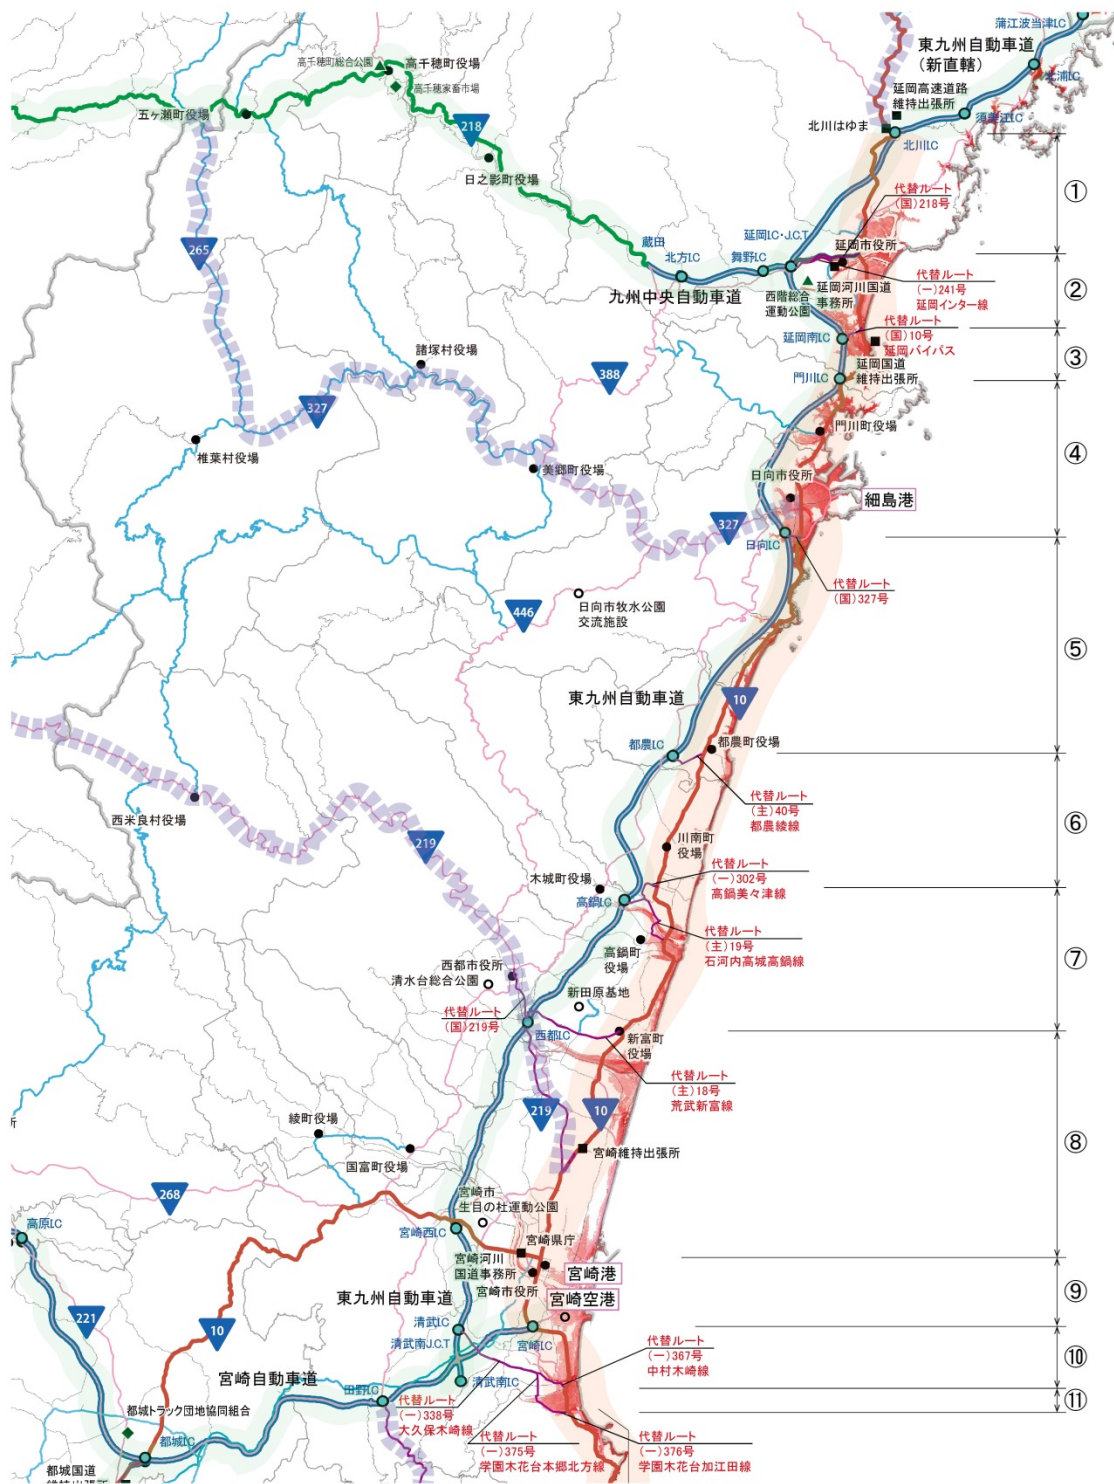 蒲江波当津I.C
東九州自動車道
(新直轄)
北浦I.C
高千穂町総合公園
高千穂町役場
高千穂家畜市場
延岡高速道路
維持出張所
須美江I.C
五ヶ瀬町役場
北川はゆま
北川I.C
218
日之影町役場
①
代替ルート
(国)218号
265
蔵田
北方I.C
延岡I.C・J.C.T
舞野I.C
延岡市役所
九州中央自動車道
西階総合
運動公園
延岡河川国道
事務所
代替ルート
(一)241号
延岡インター線
②
代替ルート
(国)10号
延岡バイパス
延岡南I.C
③
延岡国道
維持出張所
諸塚村役場
388
門川I.C
327
門川町役場
椎葉村役場
④
美郷町役場
日向市役所
細島港
327
日向I.C
代替ルート
(国)327号
446
日向市牧水公園
交流施設
⑤
東九州自動車道
10
都農I.C
都農町役場
西米良村役場
代替ルート
(主)40号
都農綾線
219
川南町
役場
⑥
木城町役場
代替ルート
(一)302号
高鍋美々津線
高鍋I.C
高鍋町
役場
代替ルート
(主)19号
石河内高城高鍋線
⑦
西都市役所
清水台総合公園
新田原基地
代替ルート
(国)219号
西都I.C
新富町
役場
代替ルート
(主)18号
荒武新富線
所
綾町役場
219
10
国富町役場
宮崎維持出張所
⑧
268
宮崎市
生目の杜運動公園
高原I.C
宮崎西I.C
宮崎県庁
宮崎河川
国道事務所
宮崎港
宮崎市役所
⑨
東九州自動車道
宮崎空港
221
10
清武I.C
清武南J.C.T
宮崎I.C
代替ルート
(一)367号
中村木崎線
⑩
宮崎自動車道
田野I.C
清武南I.C
代替ルート
(一)338号
大久保木崎線
⑪
都城トラック団地協同組合
都城I.C
代替ルート
(一)375号
学園木花台本郷北方線
代替ルート
(一)376号
学園木花台加江田線
都城国道
維持出張所